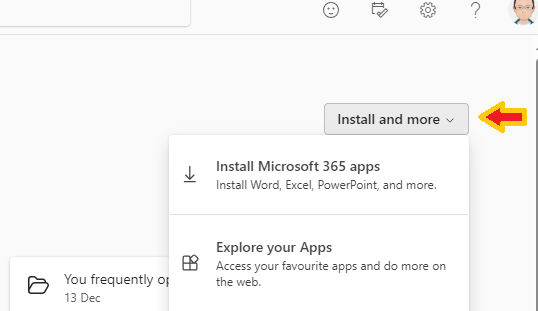 Install and more
Install Microsoft 365 apps
Install Word, Excel, PowerPoint, and more.
Explore your Apps
Access your favourite apps and do more on
the web.
You frequently op
13 Dec